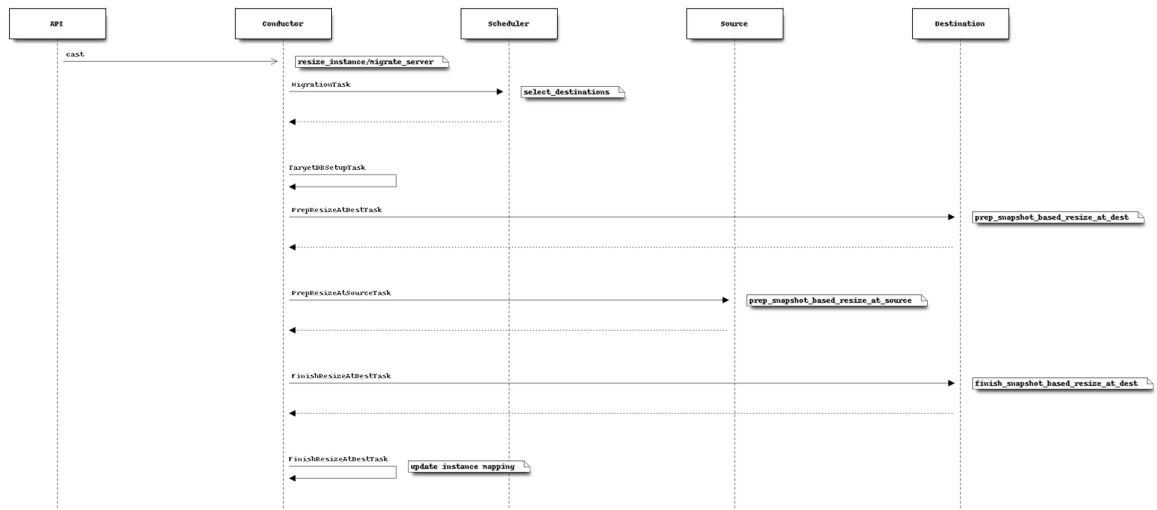 API
Conductor
Scheduler
Source
Destination
cast
resize_instance/migrate_server
MigrationTask
select_destinations
TargetDBSetupTask
PrepResizeAtDestTask
prep_snapshot_based_resize_at_dest
PrepResizeAtSourceTask
prep_snapshot_based_resize_at_source
FinishResizeAtDestTask
finish_snapshot_based_resize_at_dest
FinishResizeAtDestTask
update instance mapping